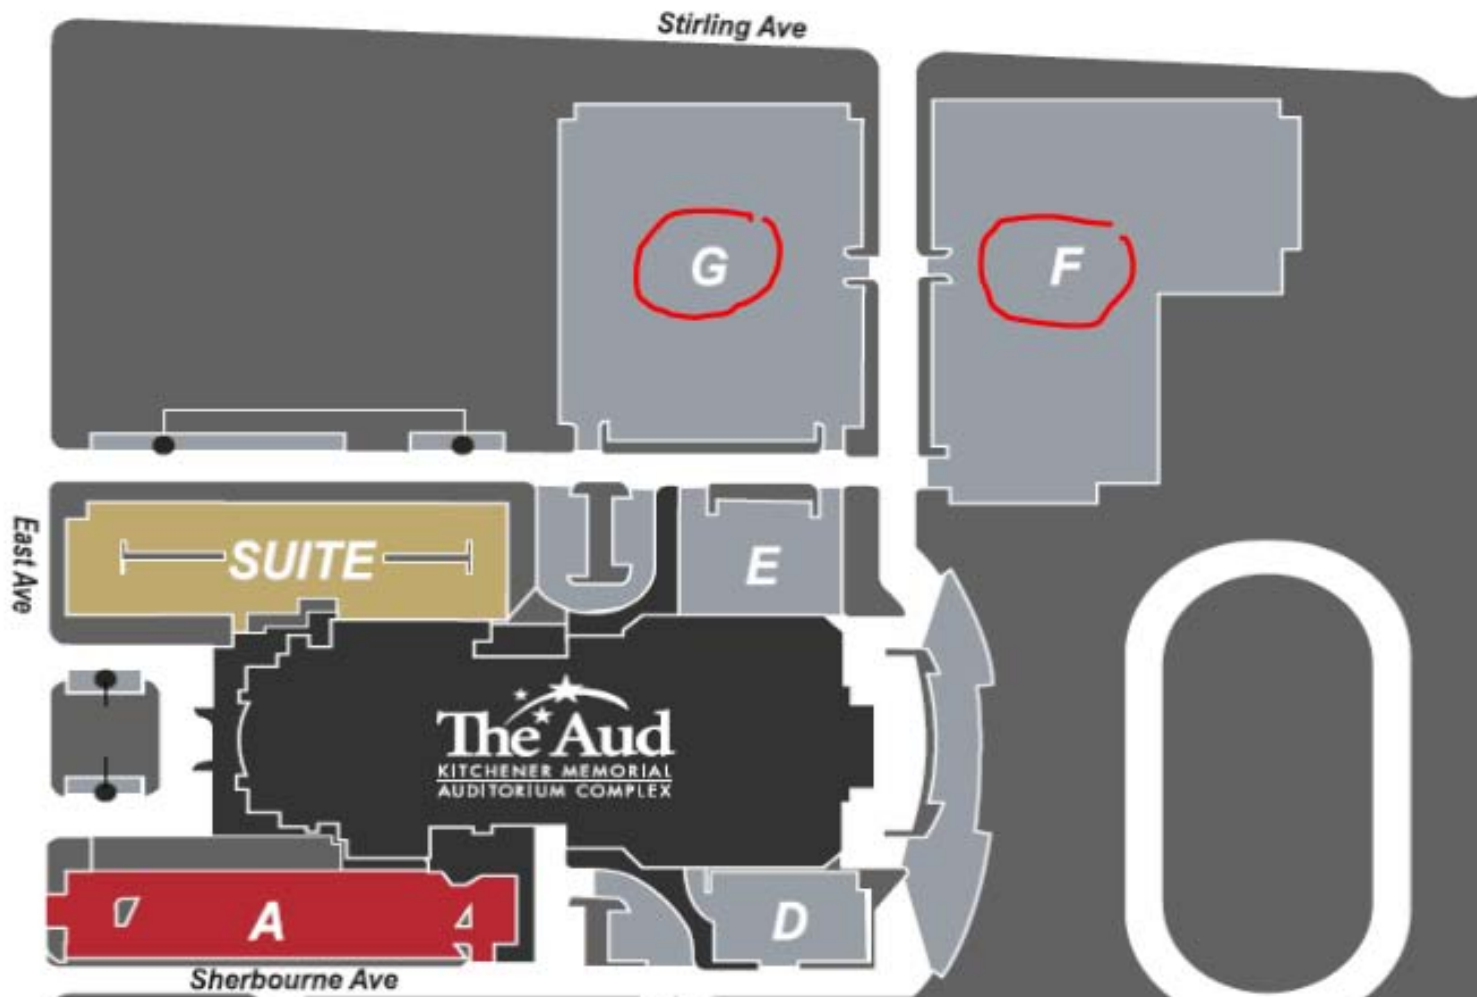 Stirling Ave
G
F
East Ave
SUITE
E
The Aud
KITCHENER MEMORIAL
AUDITORIUM COMPLEX
A
D
Sherbourne Ave